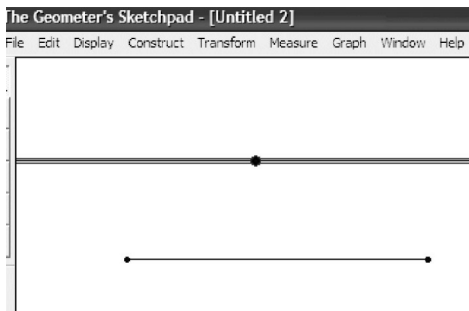 The Geometer's Sketchpad - [Untitled 2]
File Edit Display Construct Transform Measure Graph Window Help